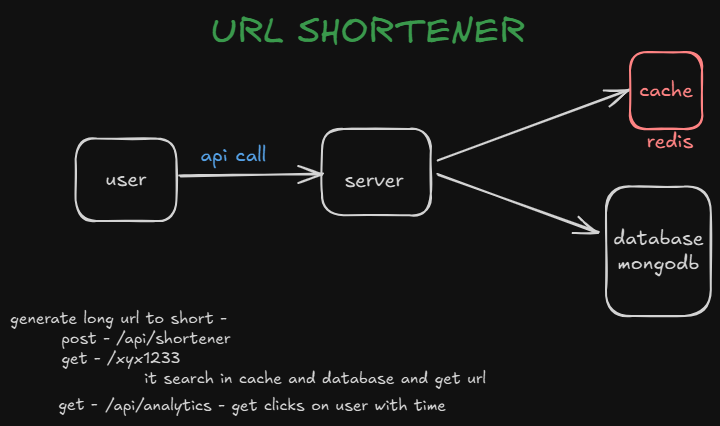 URL SHORTENER
cache
redis
api call
user
server
database
mongodb
generate long url to short -
post - /api/shortener
get - /xyx1233
it search in cache and database and get url
get - /api/analytics - get clicks on user with time